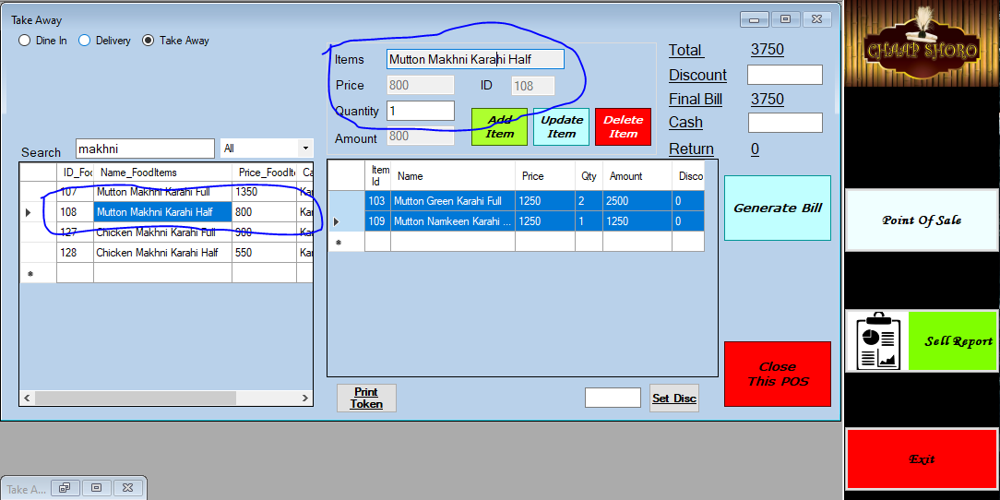 Take Away
Dine In Delivery Take Away
Search makhni All
ID_Foo Name_FoodItems Price_FoodIte Ca
107 Mutton Makhni Karahi Full 1350 Kar
108 Mutton Makhni Karahi Half 800 Kar
127 Chicken Makhni Karahi Full 900 Kar
128 Chicken Makhni Karahi Half 550 Kar
Items Mutton Makhni Karahi Half
Price 800 ID 108
Quantity 1
Amount 800
Add Item
Update Item
Delete Item
Item Id Name Price Qty Amount Disco
103 Mutton Green Karahi Full 1250 2 2500 0
109 Mutton Namkeen Karahi ... 1250 1 1250 0
Print Token
Set Disc
Total 3750
Discount
Final Bill 3750
Cash
Return 0
Generate Bill
Close
This POS
CHAAP SHORO
Point Of Sale
Sell Report
Exit
Take A...